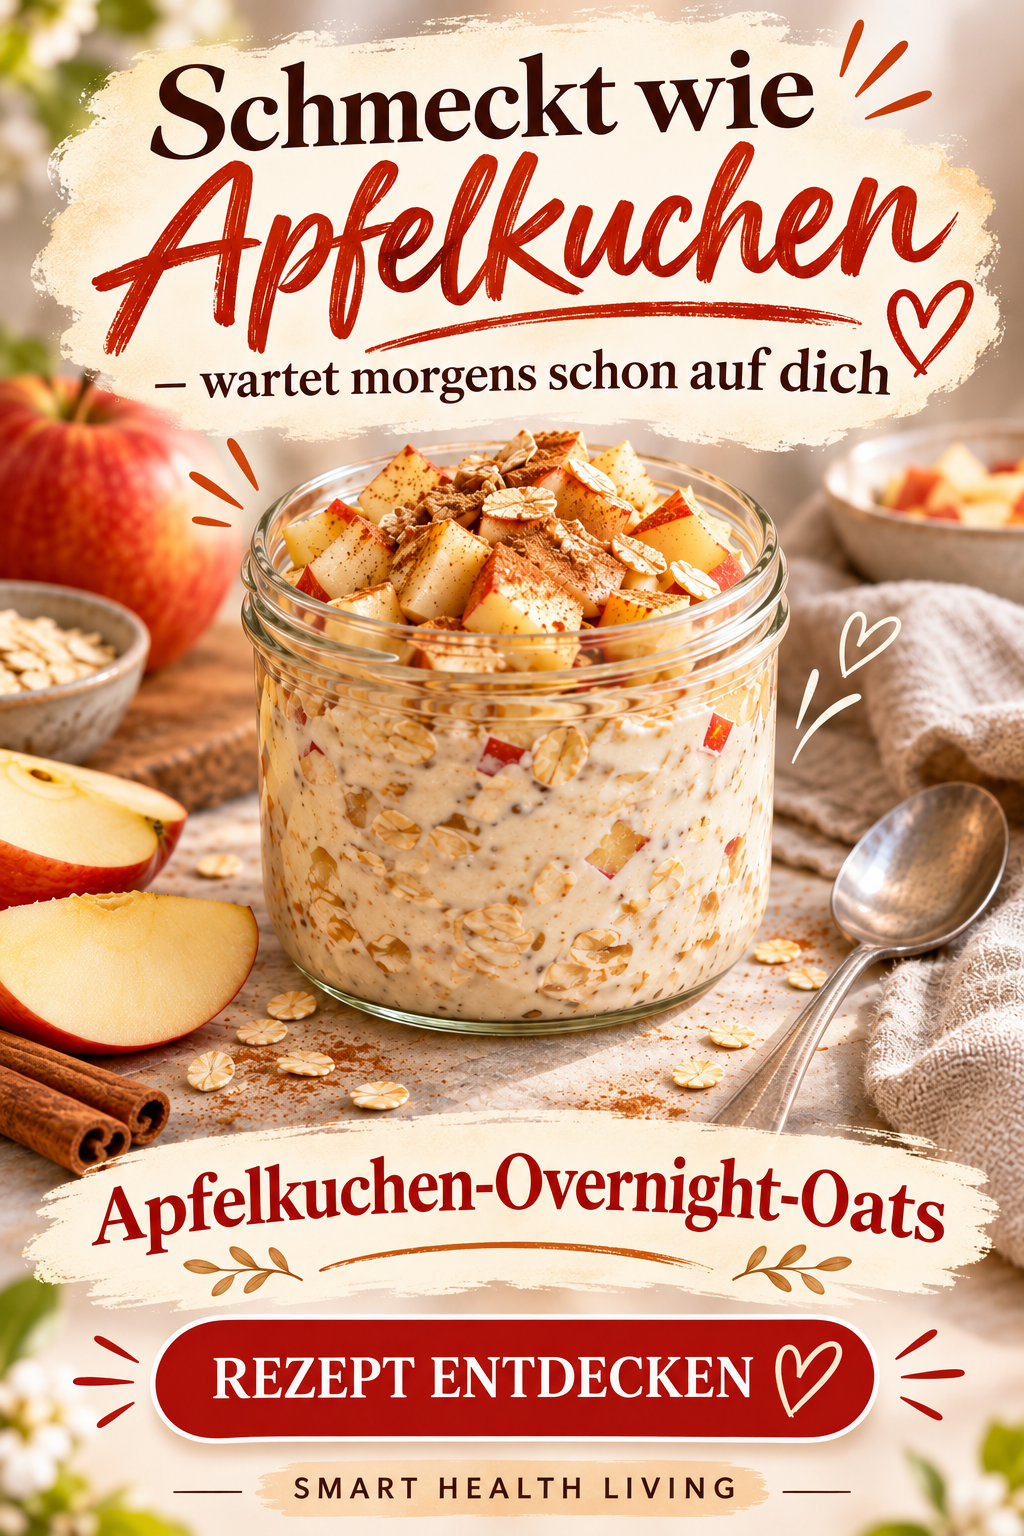 Schmeckt wie
Apfelkuchen
– wartet morgens schon auf dich
Apfelkuchen-Overnight-Oats
REZEPT ENTDECKEN
SMART HEALTH LIVING